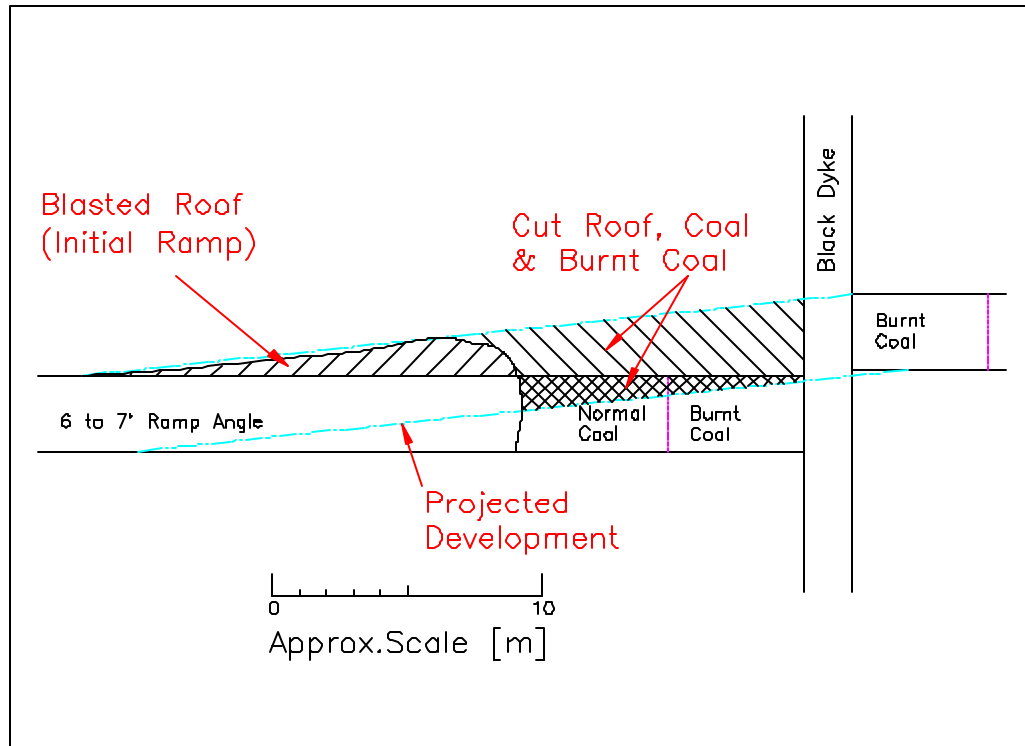 Black Dyke
Blasted Roof
(Initial Ramp)
Cut Roof, Coal
& Burnt Coal
Burnt
Coal
6 to 7° Ramp Angle
Normal
Coal
Burnt
Coal
Projected
Development
0
10
Approx.Scale [m]